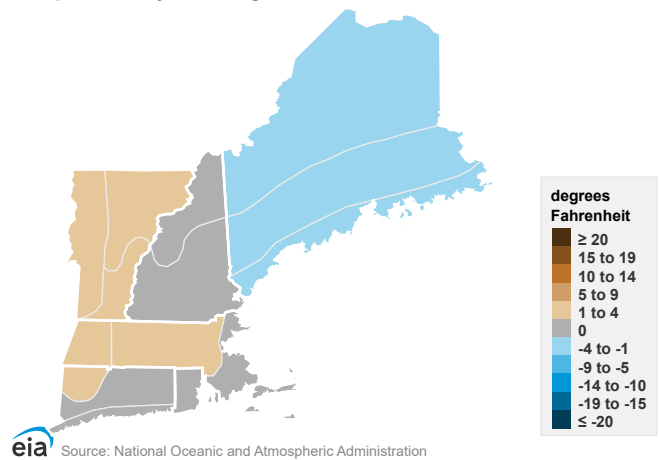 degrees
Fahrenheit
≥ 20
15 to 19
10 to 14
5 to 9
1 to 4
0
-4 to -1
-9 to -5
-14 to -10
-19 to -15
≤ -20
eia
Source: National Oceanic and Atmospheric Administration